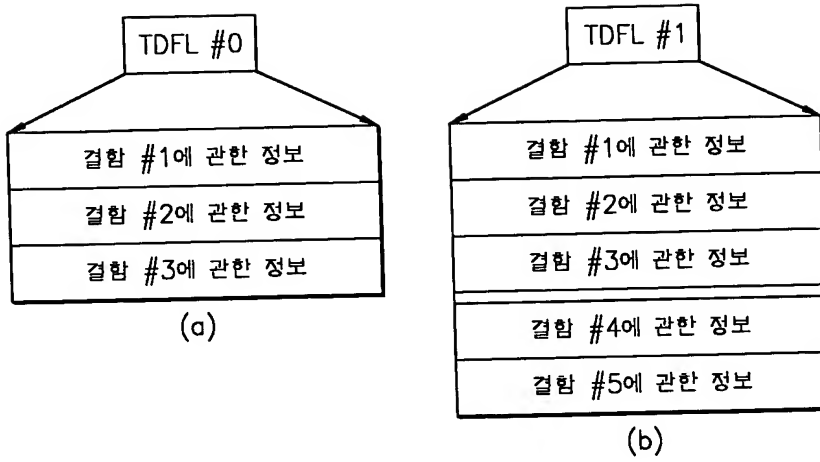 TDFL #0
결함 #1에 관한 정보
결함 #2에 관한 정보
결함 #3에 관한 정보
(a)
TDFL #1
결함 #1에 관한 정보
결함 #2에 관한 정보
결함 #3에 관한 정보
결함 #4에 관한 정보
결함 #5에 관한 정보
(b)